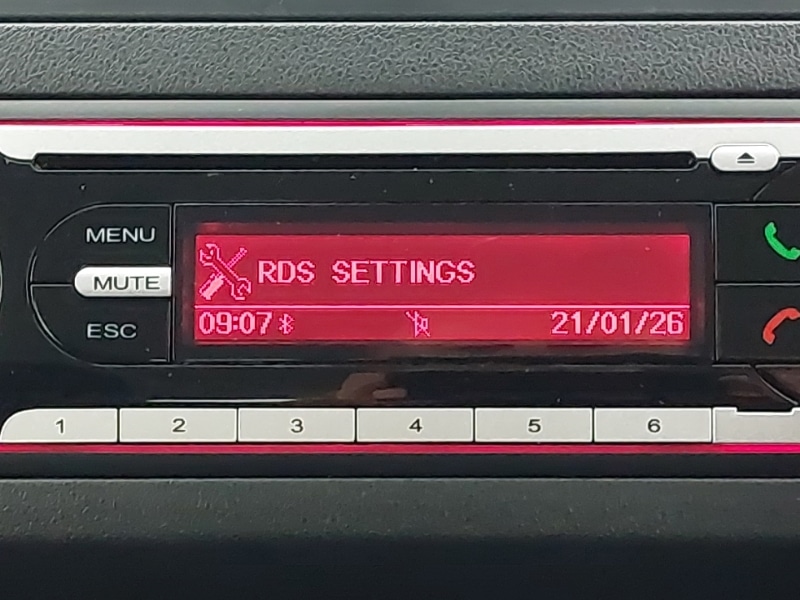 MENU
MUTE
ESC
RDS SETTINGS
09:07 21/01/26
1 2 3 4 5 6